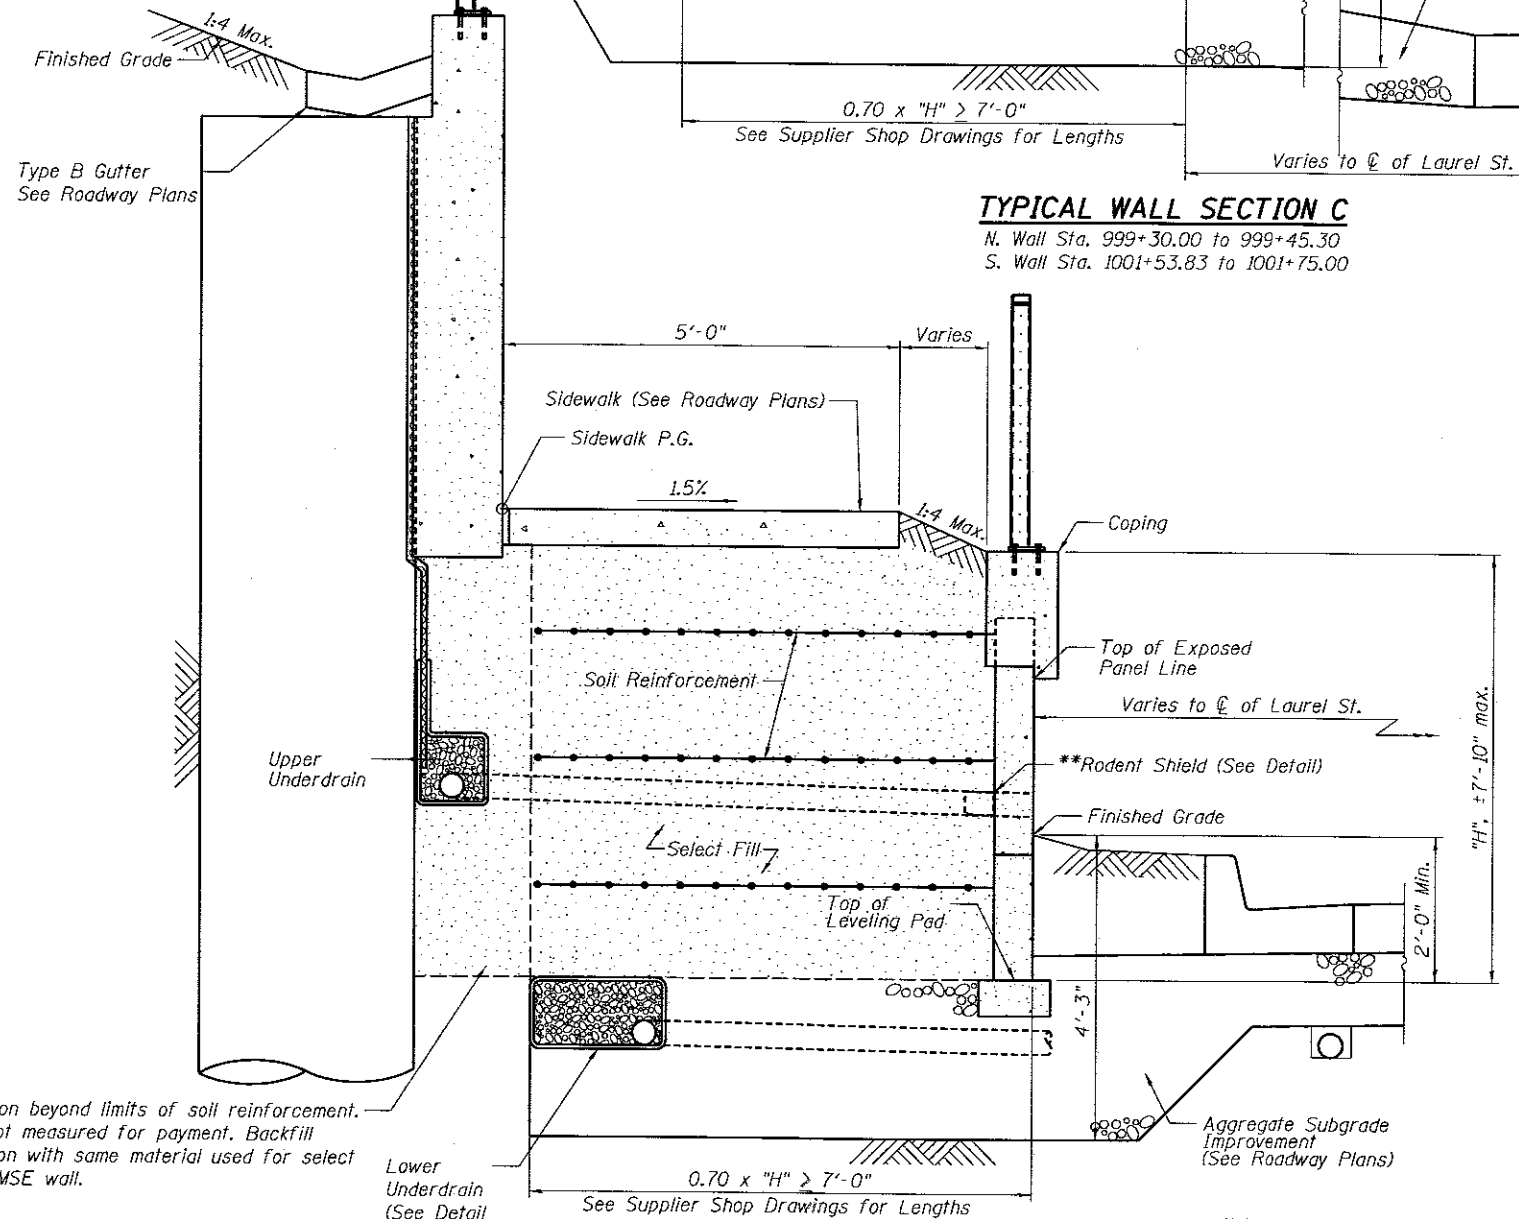 1:4 Max.
Finished Grade
0.70 x "H" ≥ 7'-0"
See Supplier Shop Drawings for Lengths
Varies to ℄ of Laurel St.
Type B Gutter
See Roadway Plans
TYPICAL WALL SECTION C
N. Wall Sta. 999+30.00 to 999+45.30
S. Wall Sta. 1001+53.83 to 1001+75.00
5'-0"
Varies
Sidewalk (See Roadway Plans)
Sidewalk P.G.
1.5%
1:4 Max.
Coping
Top of Exposed
Panel Line
Soil Reinforcement
Varies to ℄ of Laurel St.
Upper
Underdrain
**Rodent Shield (See Detail)
"H", ±7'-10" max.
Finished Grade
Select Fill
2'-0" Min.
Top of
Leveling Pad
4'-3"
on beyond limits of soil reinforcement.
ot measured for payment. Backfill
on with same material used for select
MSE wall.
Aggregate Subgrade
Improvement
(See Roadway Plans)
Lower
Underdrain
(See Detail
0.70 x "H" ≥ 7'-0"
See Supplier Shop Drawings for Lengths